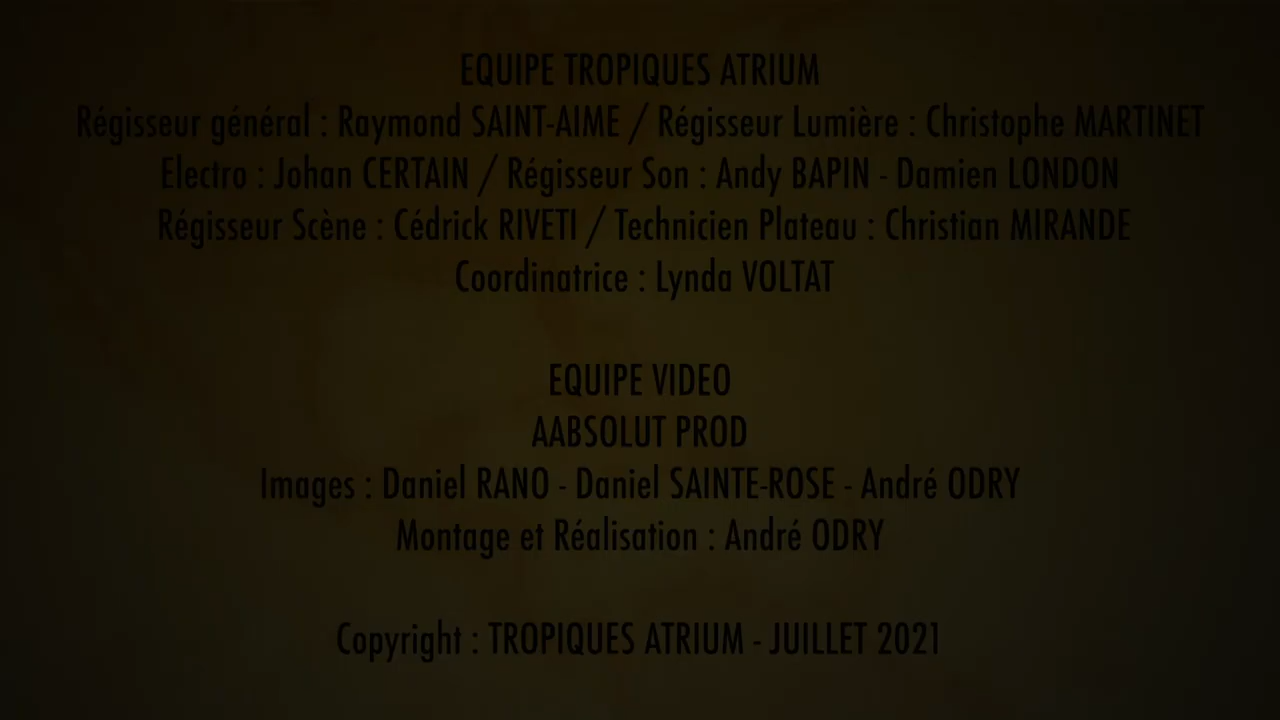 EQUIPE TROPIQUES ATRIUM
Régisseur général : Raymond SAINT-AIME / Régisseur Lumière : Christophe MARTINET
Electro : Johan CERTAIN / Régisseur Son : Andy BAPIN - Damien LONDON
Régisseur Scène : Cédrick RIVETI / Technicien Plateau : Christian MIRANDE
Coordinatrice : Lynda VOLTAT
EQUIPE VIDEO
AABSOLUT PROD
Images : Daniel RANO - Daniel SAINTE-ROSE - André ODRY
Montage et Réalisation : André ODRY
Copyright : TROPIQUES ATRIUM - JUILLET 2021